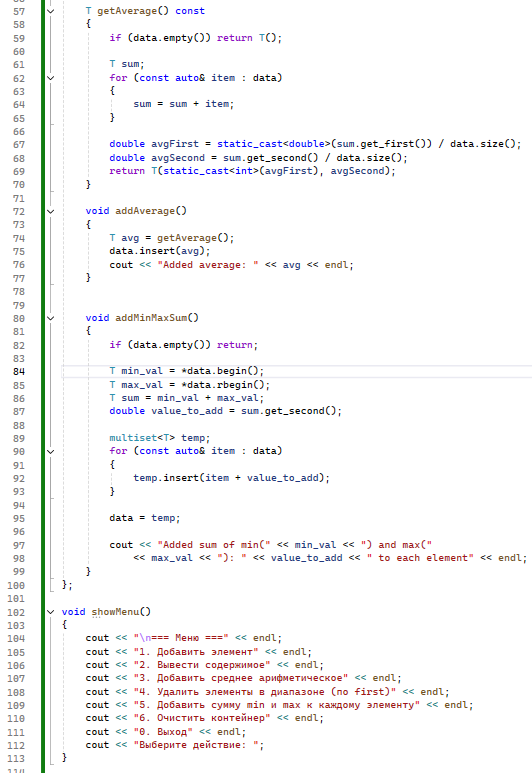 57 T getAverage() const
58 {
59 if (data.empty()) return T();
60
61 T sum;
62 for (const auto& item : data)
63 {
64 sum = sum + item;
65 }
66
67 double avgFirst = static_cast<double>(sum.get_first()) / data.size();
68 double avgSecond = sum.get_second() / data.size();
69 return T(static_cast<int>(avgFirst), avgSecond);
70 }
71
72 void addAverage()
73 {
74 T avg = getAverage();
75 data.insert(avg);
76 cout << "Added average: " << avg << endl;
77 }
78
79
80 void addMinMaxSum()
81 {
82 if (data.empty()) return;
83
84 T min_val = *data.begin();
85 T max_val = *data.rbegin();
86 T sum = min_val + max_val;
87 double value_to_add = sum.get_second();
88
89 multiset<T> temp;
90 for (const auto& item : data)
91 {
92 temp.insert(item + value_to_add);
93 }
94
95 data = temp;
96
97 cout << "Added sum of min(" << min_val << ") and max("
98 << max_val << "): " << value_to_add << " to each element" << endl;
99 }
100 };
101
102 void showMenu()
103 {
104 cout << "\n=== Меню ===" << endl;
105 cout << "1. Добавить элемент" << endl;
106 cout << "2. Вывести содержимое" << endl;
107 cout << "3. Добавить среднее арифметическое" << endl;
108 cout << "4. Удалить элементы в диапазоне (по first)" << endl;
109 cout << "5. Добавить сумму min и max к каждому элементу" << endl;
110 cout << "6. Очистить контейнер" << endl;
111 cout << "0. Выход" << endl;
112 cout << "Выберите действие: ";
113 }